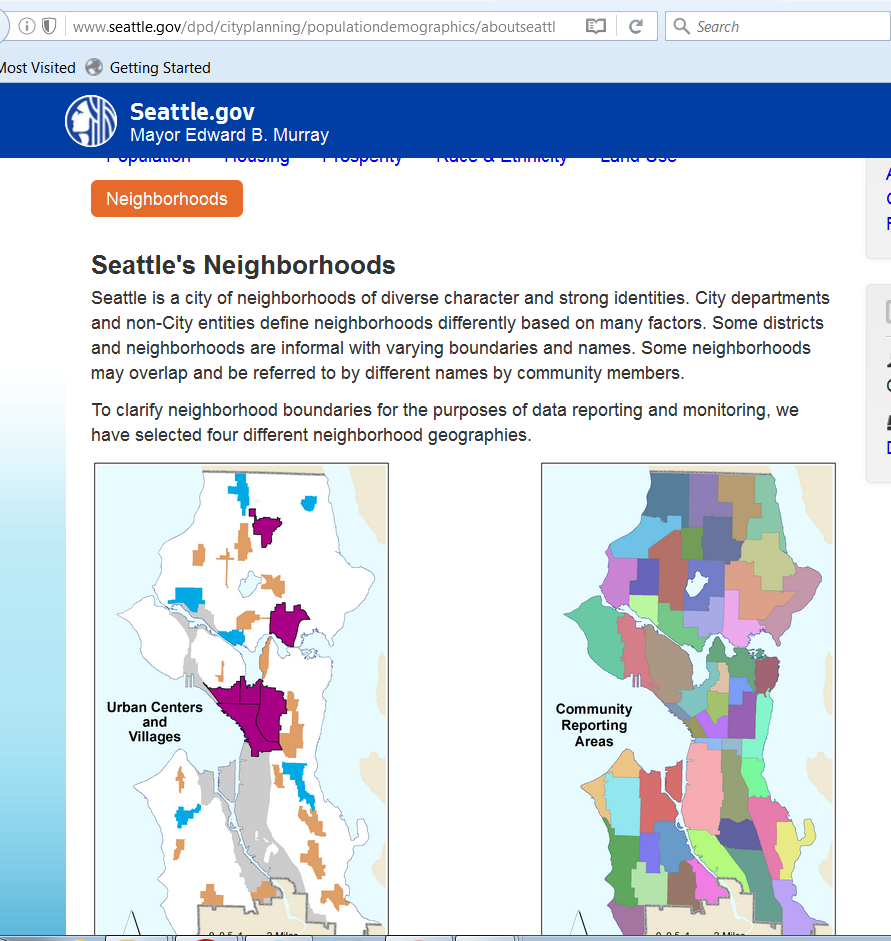 www.seattle.gov/dpd/cityplanning/populationdemographics/aboutseattl
Search
Most Visited Getting Started
Seattle.gov
Mayor Edward B. Murray
Population Housing Prosperity Race & Ethnicity Land Use
Neighborhoods
Seattle's Neighborhoods
Seattle is a city of neighborhoods of diverse character and strong identities. City departments
and non-City entities define neighborhoods differently based on many factors. Some districts
and neighborhoods are informal with varying boundaries and names. Some neighborhoods
may overlap and be referred to by different names by community members.
To clarify neighborhood boundaries for the purposes of data reporting and monitoring, we
have selected four different neighborhood geographies.
Urban Centers
and
Villages
Community
Reporting
Areas